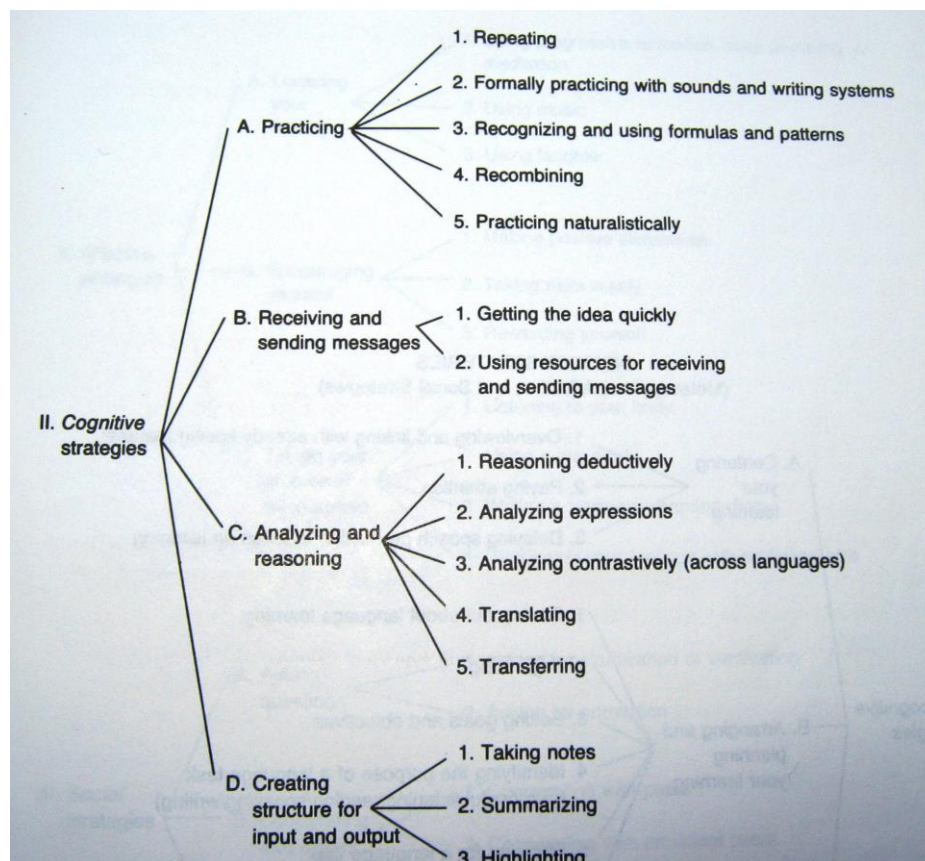 1. Repeating
2. Formally practicing with sounds and writing systems
A. Practicing
3. Recognizing and using formulas and patterns
4. Recombining
5. Practicing naturalistically
B. Receiving and
sending messages
1. Getting the idea quickly
2. Using resources for receiving
and sending messages
II. Cognitive
strategies
1. Reasoning deductively
2. Analyzing expressions
C. Analyzing and
reasoning
3. Analyzing contrastively (across languages)
4. Translating
5. Transferring
1. Taking notes
D. Creating
structure for
input and output
2. Summarizing
3. Highlighting